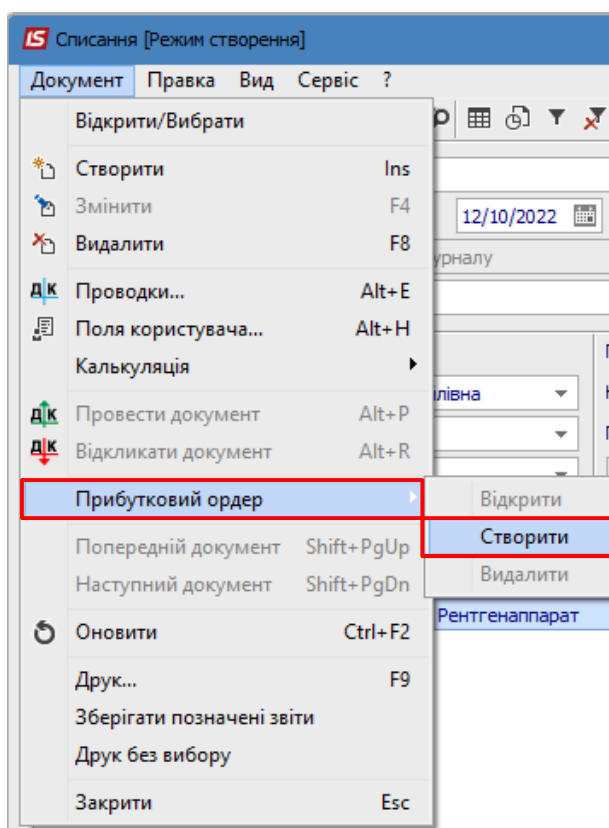 Списання [Режим створення]
Документ Правка Вид Сервіс ?
Відкрити/Вибрати
Створити Ins
Змінити F4
12/10/2022
Видалити F8
урналу
Проводки... Alt+E
Поля користувача... Alt+H
Калькуляція
ілівна
Провести документ Alt+P
Відкликати документ Alt+R
Прибутковий ордер
Відкрити
Створити
Видалити
Попередній документ Shift+PgUp
Наступний документ Shift+PgDn
Рентгенаппарат
Оновити Ctrl+F2
Друк... F9
Зберігати позначені звіти
Друк без вибору
Закрити Esc